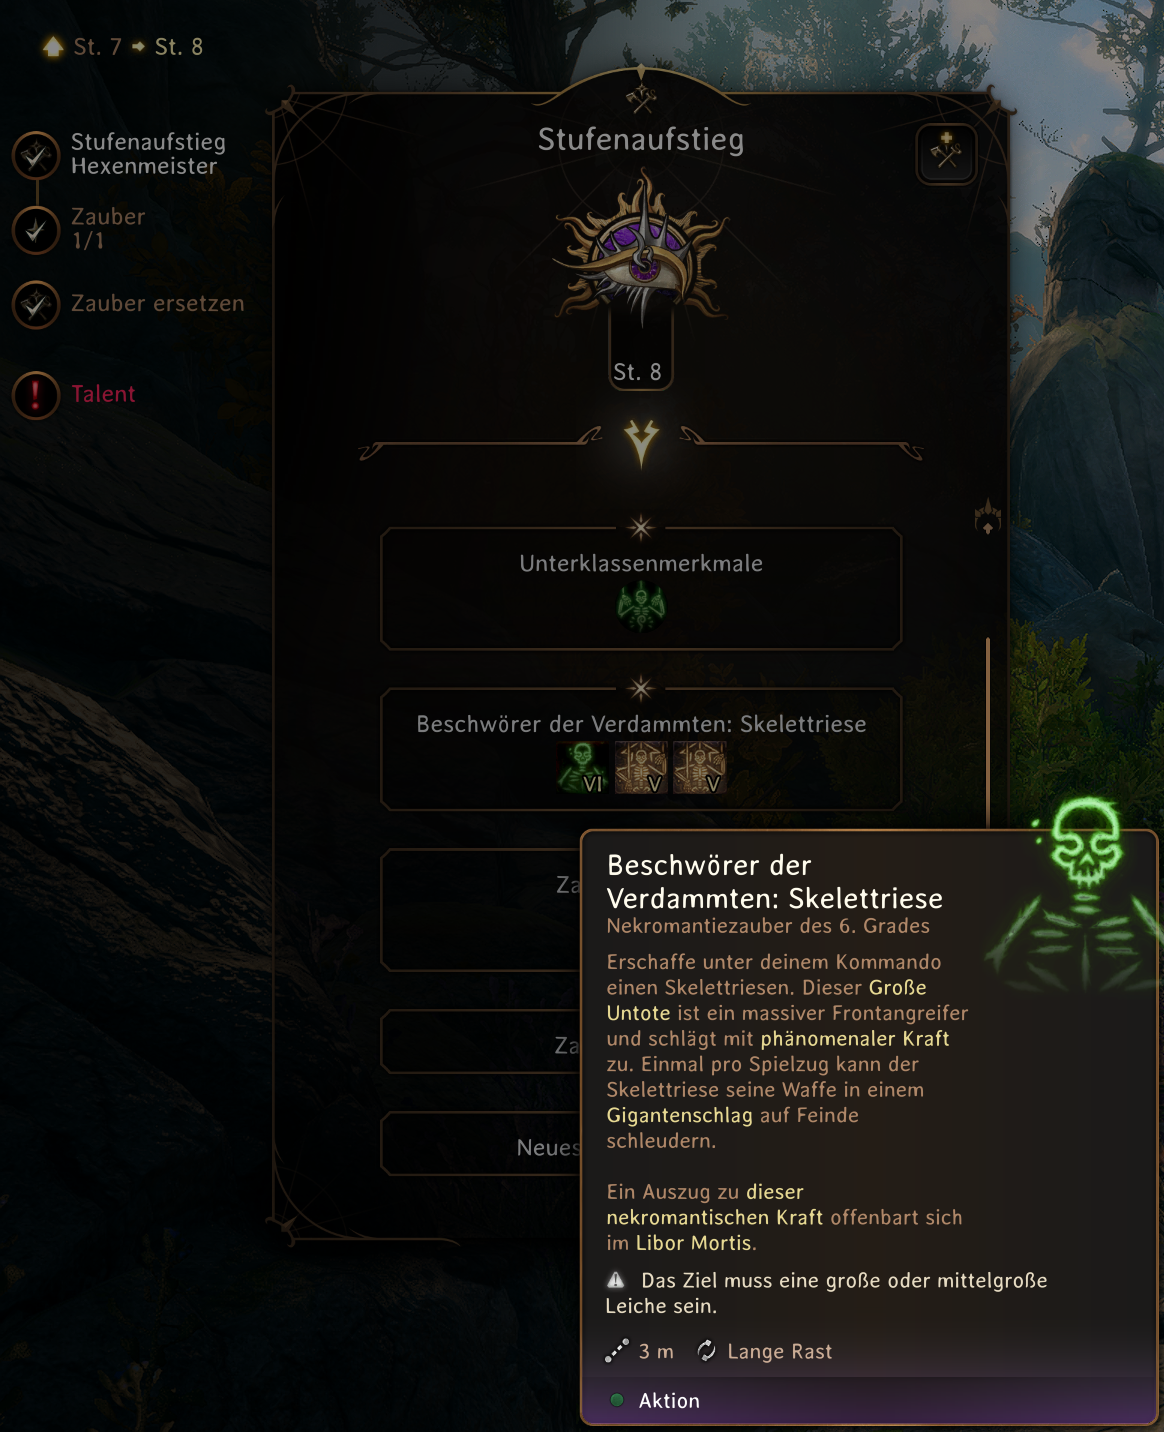 St. 7 St. 8
Stufenaufstieg
Hexenmeister
Zauber
1/1
Zauber ersetzen
Talent
Stufenaufstieg
St. 8
Unterklassenmerkmale
Beschwörer der Verdammten: Skelettriese
VI V V
Za
Za
Neues
Beschwörer der
Verdammten: Skelettriese
Nekromantiezauber des 6. Grades
Erschaffe unter deinem Kommando
einen Skelettriesen. Dieser Große
Untote ist ein massiver Frontangreifer
und schlägt mit phänomenaler Kraft
zu. Einmal pro Spielzug kann der
Skelettriese seine Waffe in einem
Gigantenschlag auf Feinde
schleudern.
Ein Auszug zu dieser
nekromantischen Kraft offenbart sich
im Libor Mortis.
Das Ziel muss eine große oder mittelgroße
Leiche sein.
3 m Lange Rast
Aktion